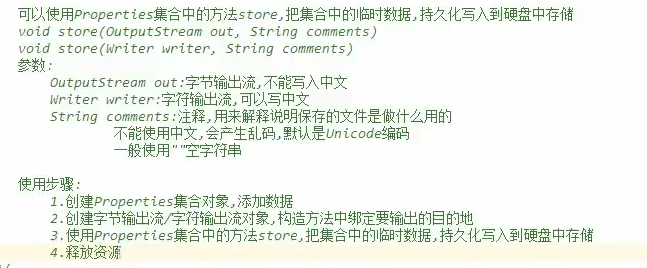 可以使用Properties集合中的方法store,把集合中的临时数据,持久化写入到硬盘中存储
void store(OutputStream out, String comments)
void store(Writer writer, String comments)
参数:
OutputStream out:字节输出流,不能写入中文
Writer writer:字符输出流,可以写中文
String comments:注释,用来解释说明保存的文件是做什么用的
不能使用中文,会产生乱码,默认是Unicode编码
一般使用""空字符串
使用步骤:
1.创建Properties集合对象,添加数据
2.创建字节输出流/字符输出流对象,构造方法中绑定要输出的目的地
3.使用Properties集合中的方法store,把集合中的临时数据,持久化写入到硬盘中存储
4.释放资源